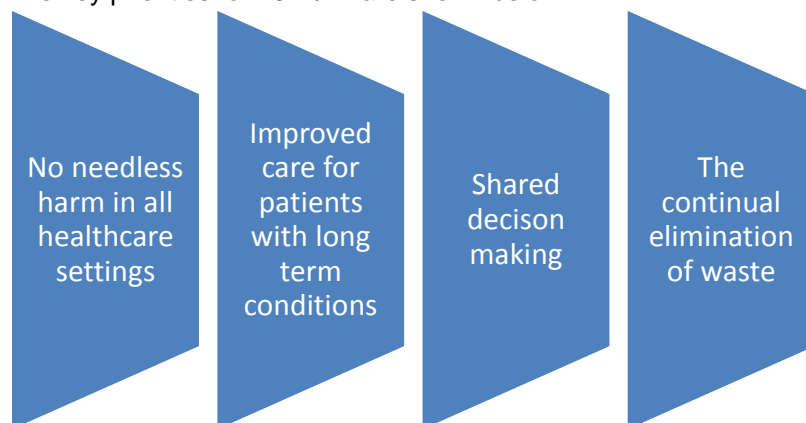 No needless
harm in all
healthcare
settings
Improved
care for
patients
with long
term
conditions
Shared
decison
making
The
continual
elimination
of waste